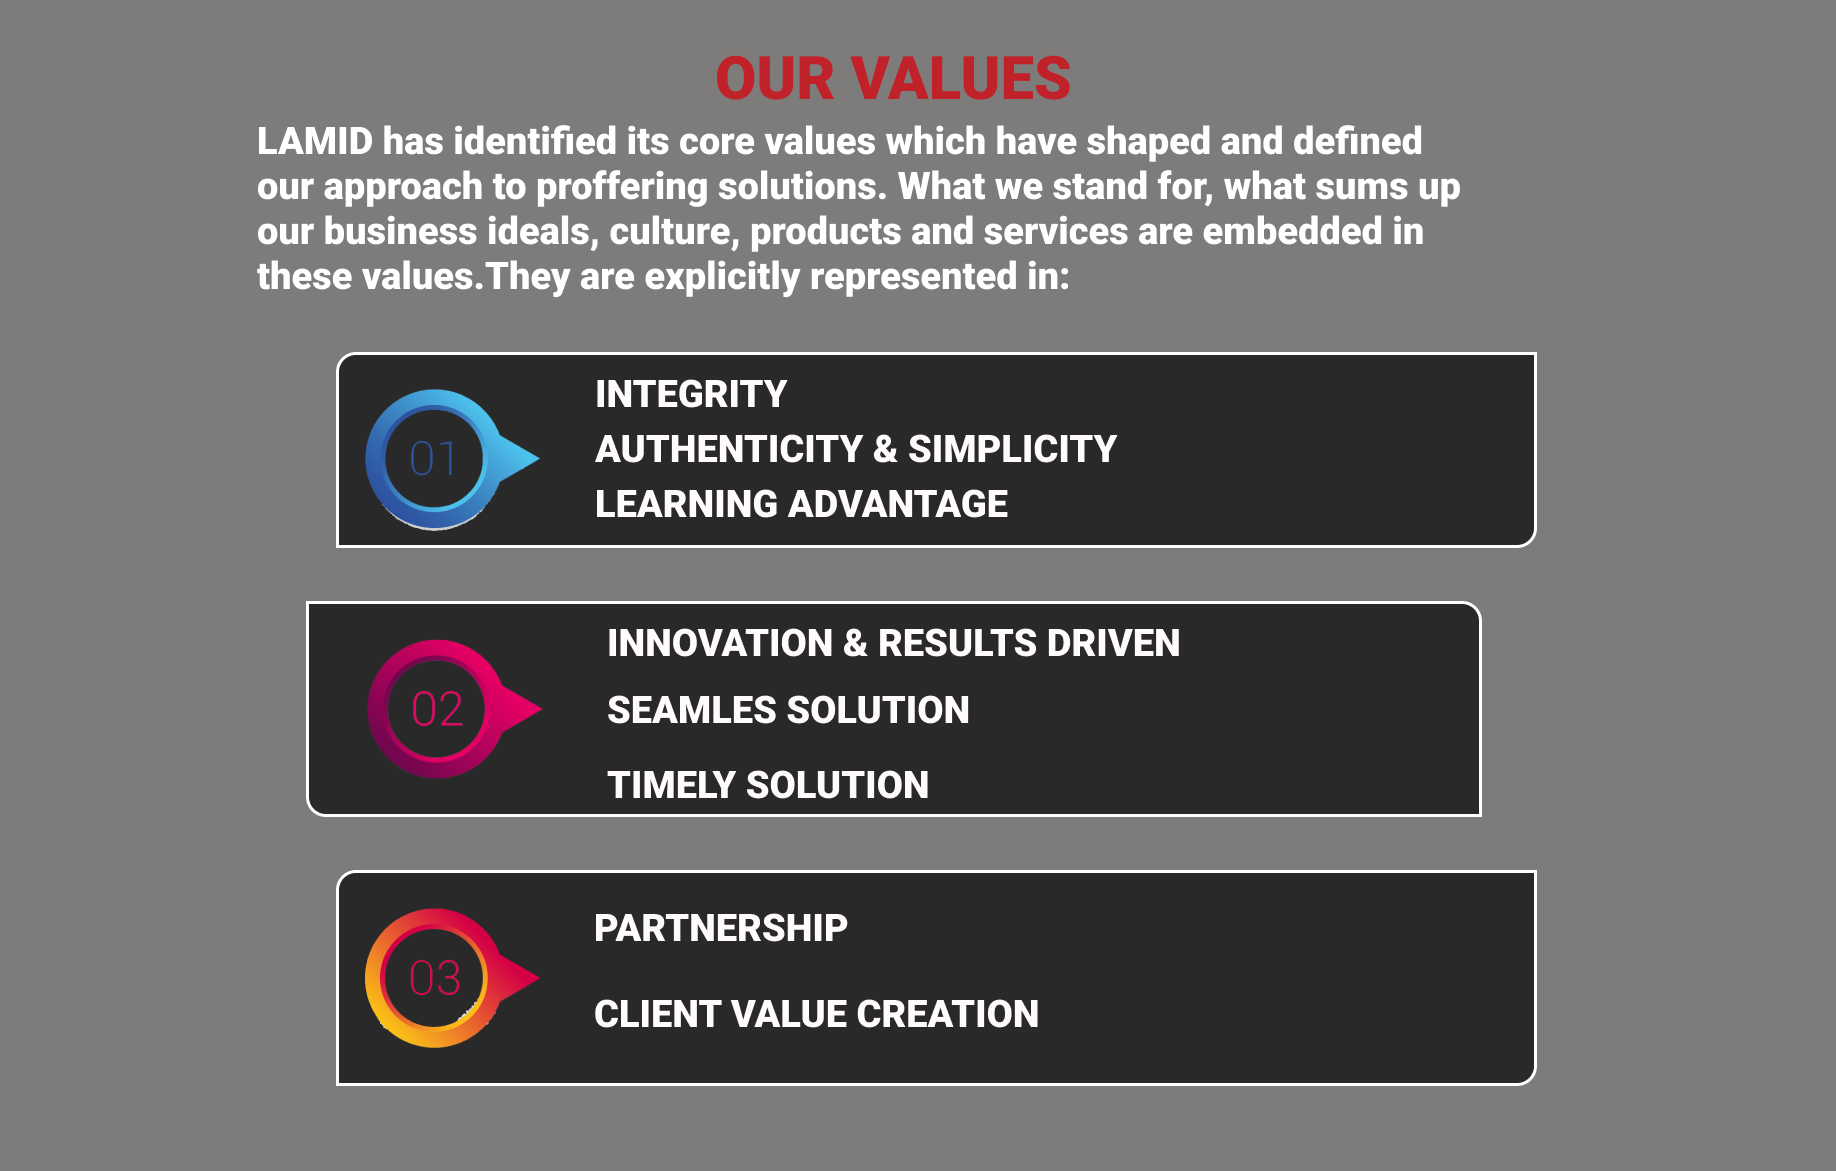 OUR VALUES
LAMID has identified its core values which have shaped and defined
our approach to proffering solutions. What we stand for, what sums up
our business ideals, culture, products and services are embedded in
these values.They are explicitly represented in:
01
INTEGRITY
AUTHENTICITY & SIMPLICITY
LEARNING ADVANTAGE
02
INNOVATION & RESULTS DRIVEN
SEAMLES SOLUTION
TIMELY SOLUTION
03
PARTNERSHIP
CLIENT VALUE CREATION